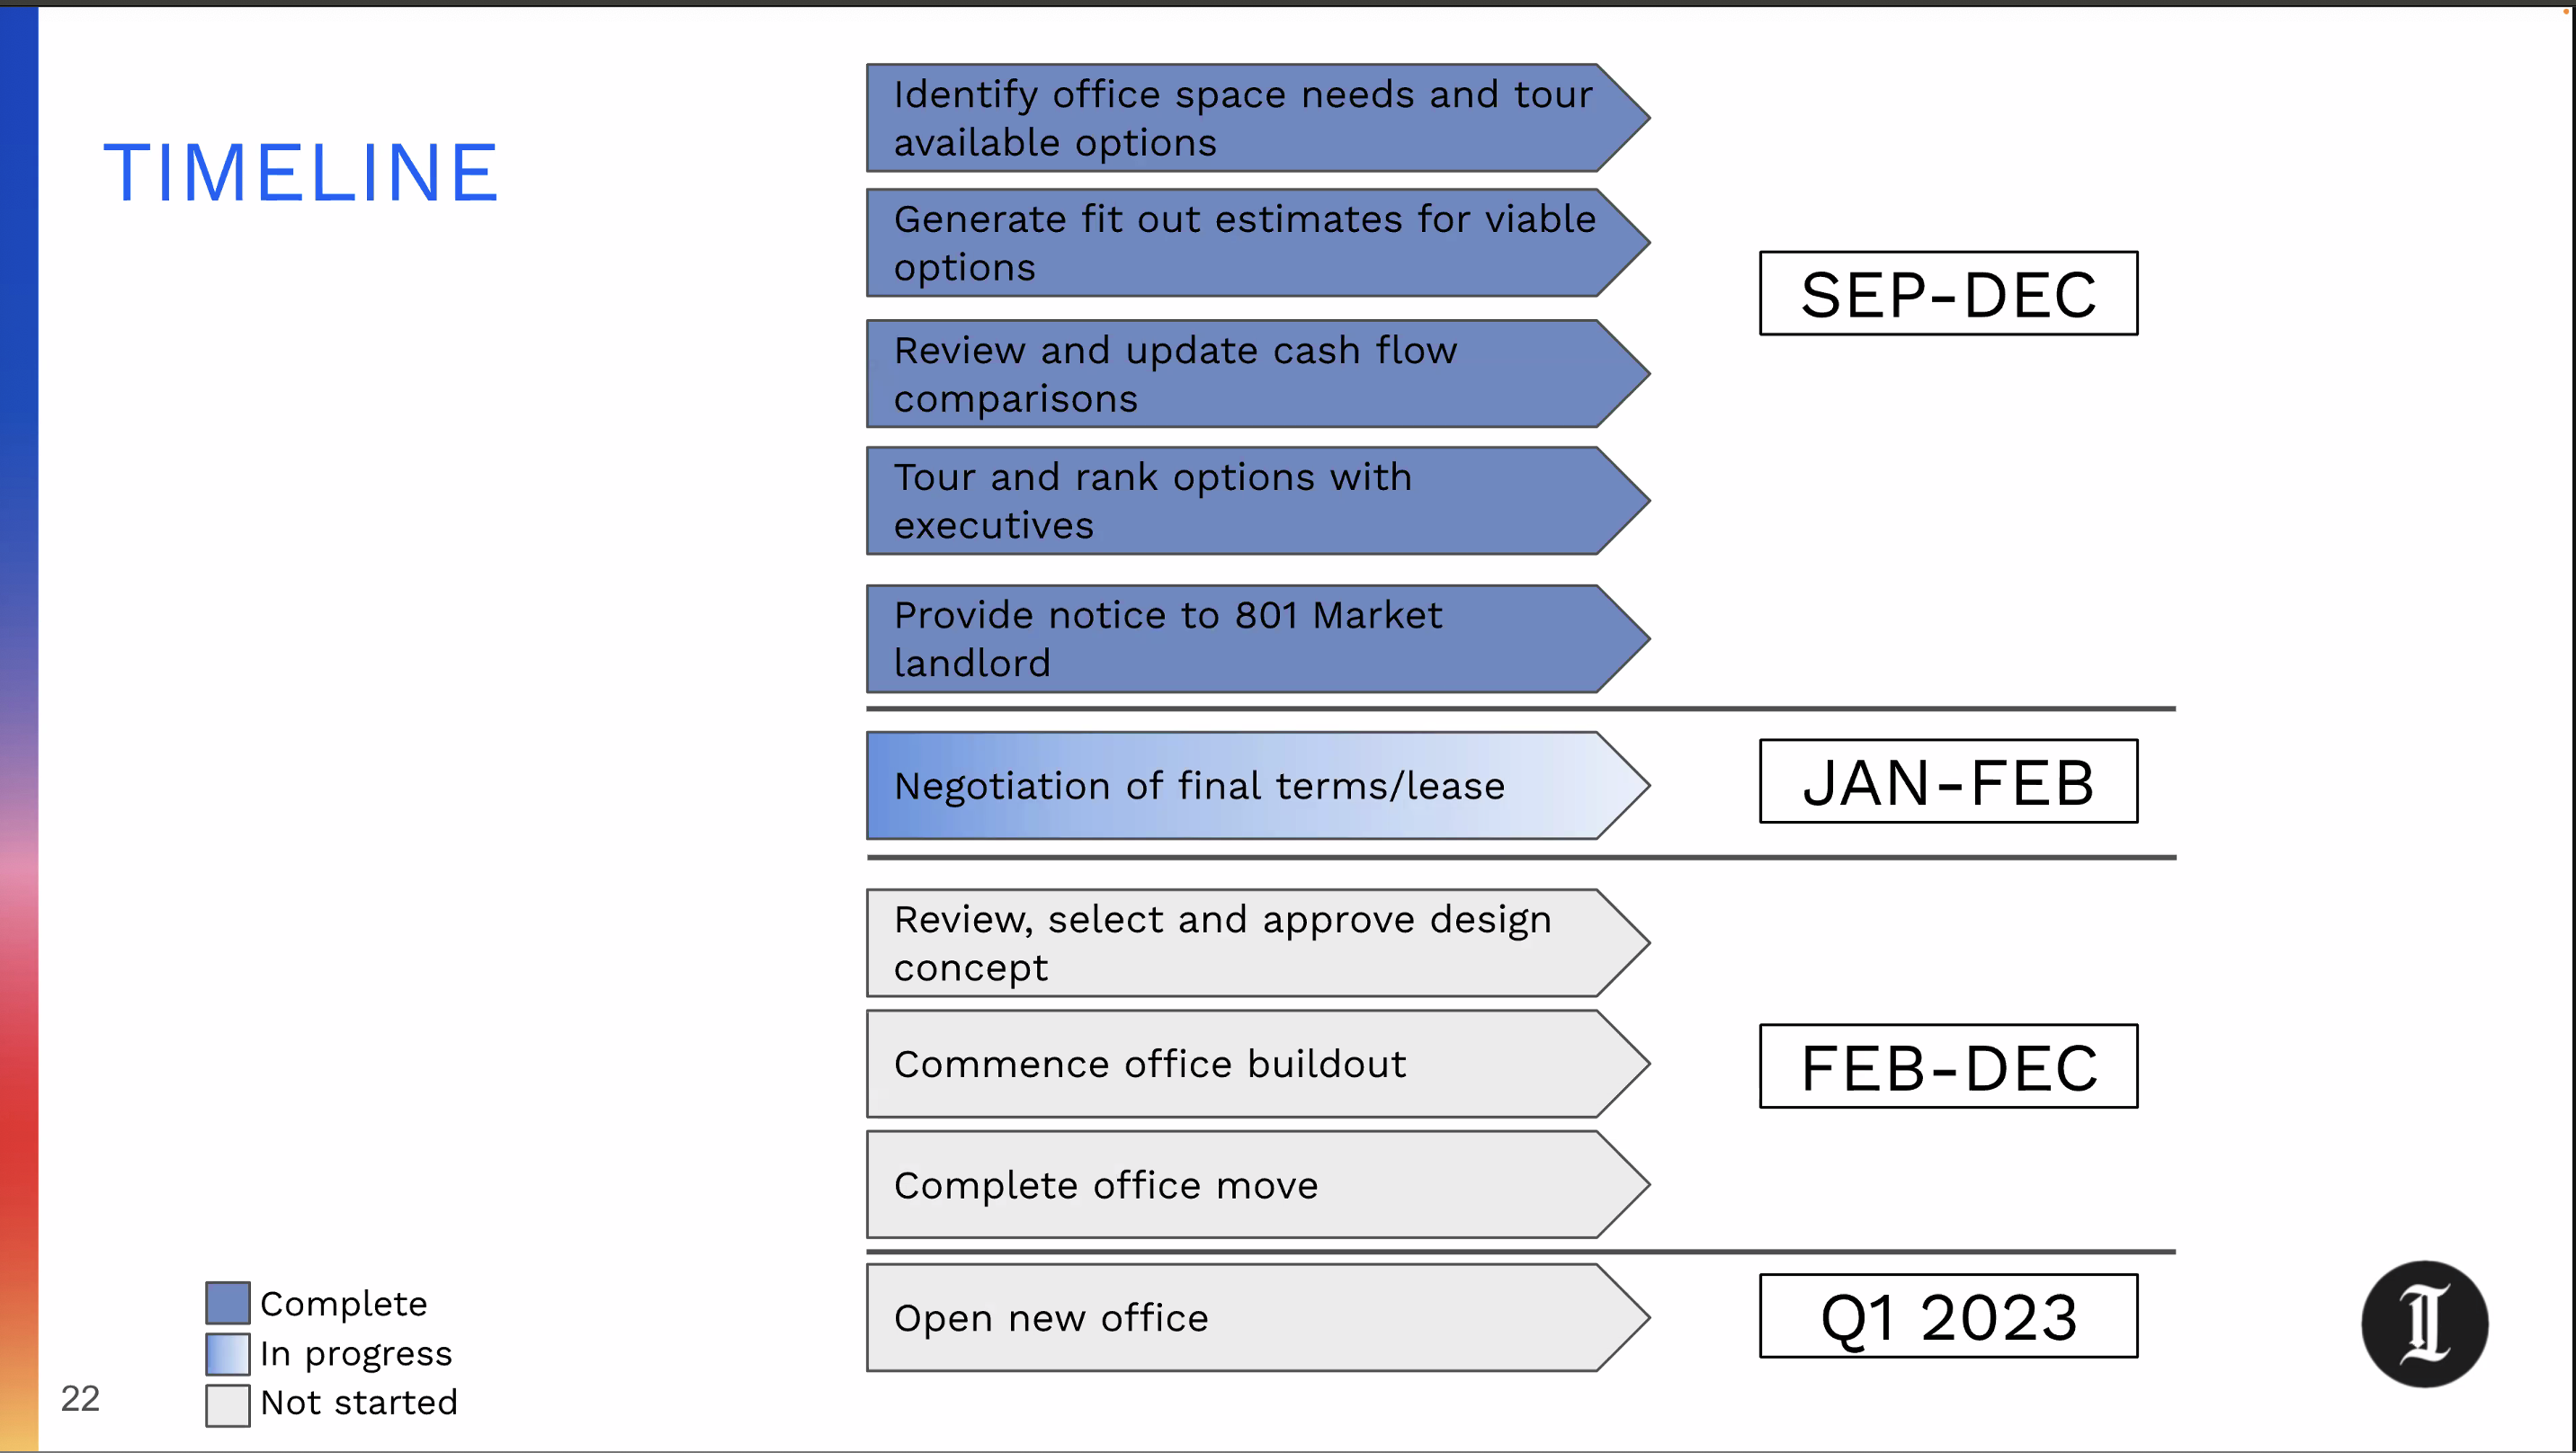 TIMELINE
Identify office space needs and tour
available options
Generate fit out estimates for viable
options
Review and update cash flow
comparisons
Tour and rank options with
executives
Provide notice to 801 Market
landlord
SEP-DEC
Negotiation of final terms/lease
JAN-FEB
Review, select and approve design
concept
Commence office buildout
Complete office move
FEB-DEC
Open new office
Q1 2023
Complete
In progress
Not started
22
I